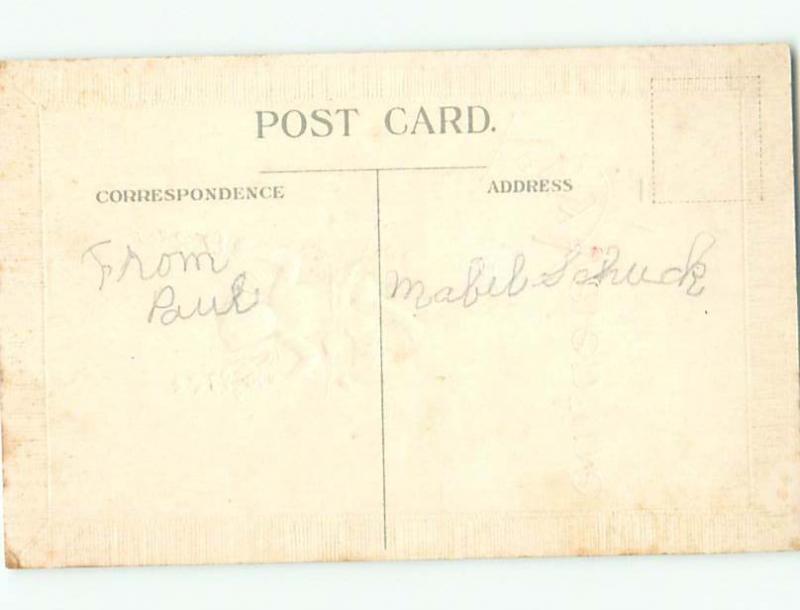 POST CARD.
CORRESPONDENCE
ADDRESS
From
Paul
Mabel Schuck